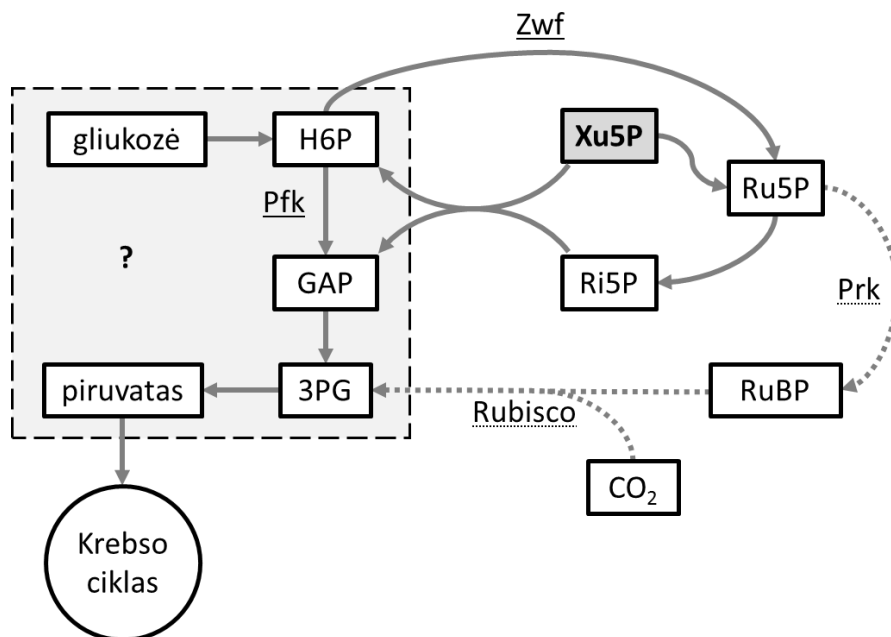 Zwf
gliukozė
H6P
Xu5P
Ru5P
Pfk
?
GAP
Ri5P
Prk
piruvatas
3PG
RuBP
Rubisco
CO₂
Krebso
ciklas